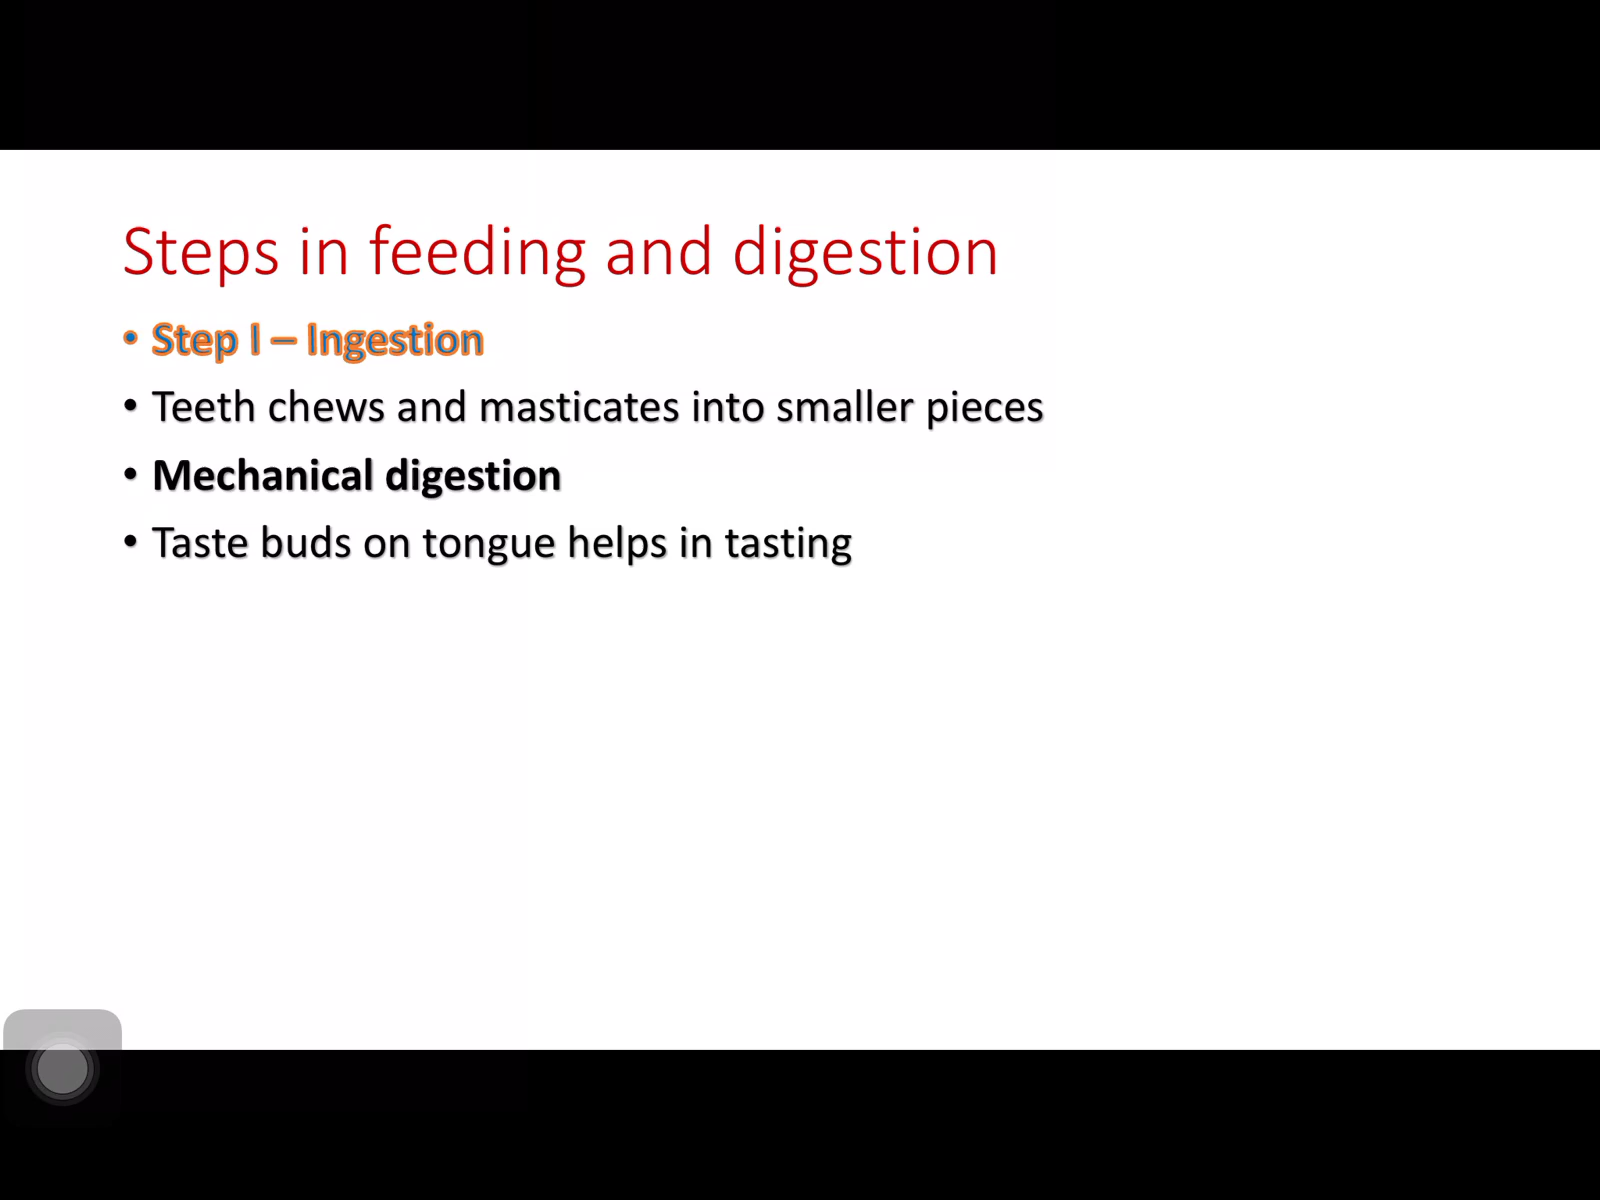 Steps in feeding and digestion
• Step I – Ingestion
• Teeth chews and masticates into smaller pieces
• Mechanical digestion
• Taste buds on tongue helps in tasting